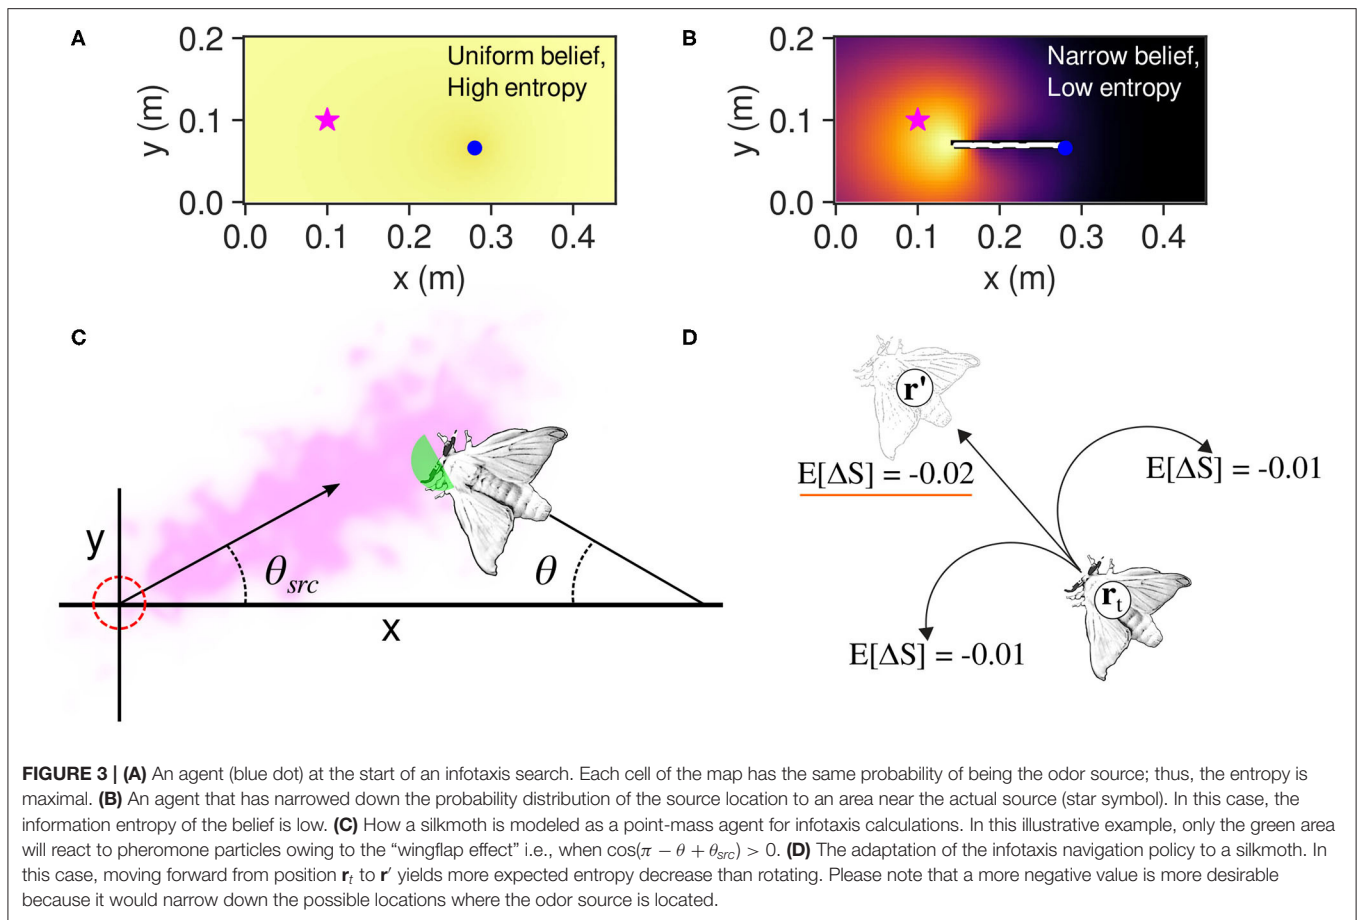 A
0.2
0.1
0.0
y (m)
Uniform belief,
High entropy
0.0 0.1 0.2 0.3 0.4
x (m)
B
0.2
0.1
0.0
y (m)
Narrow belief,
Low entropy
0.0 0.1 0.2 0.3 0.4
x (m)
C
y
θsrc
θ
x
D
r'
E[ΔS] = -0.02
E[ΔS] = -0.01
rt
E[ΔS] = -0.01
FIGURE 3 | (A) An agent (blue dot) at the start of an infotaxis search. Each cell of the map has the same probability of being the odor source; thus, the entropy is
maximal. (B) An agent that has narrowed down the probability distribution of the source location to an area near the actual source (star symbol). In this case, the
information entropy of the belief is low. (C) How a silkmoth is modeled as a point-mass agent for infotaxis calculations. In this illustrative example, only the green area
will react to pheromone particles owing to the “wingflap effect” i.e., when cos(π − θ + θsrc) > 0. (D) The adaptation of the infotaxis navigation policy to a silkmoth. In
this case, moving forward from position rt to r′ yields more expected entropy decrease than rotating. Please note that a more negative value is more desirable
because it would narrow down the possible locations where the odor source is located.